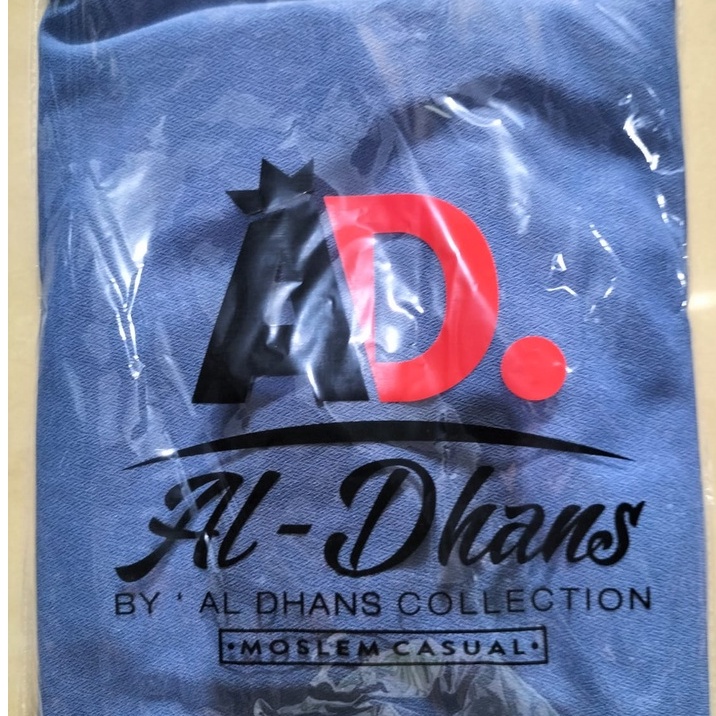 AD.
Al-Dhans
BY ' AL DHANS COLLECTION
•MOSLEM CASUAL•